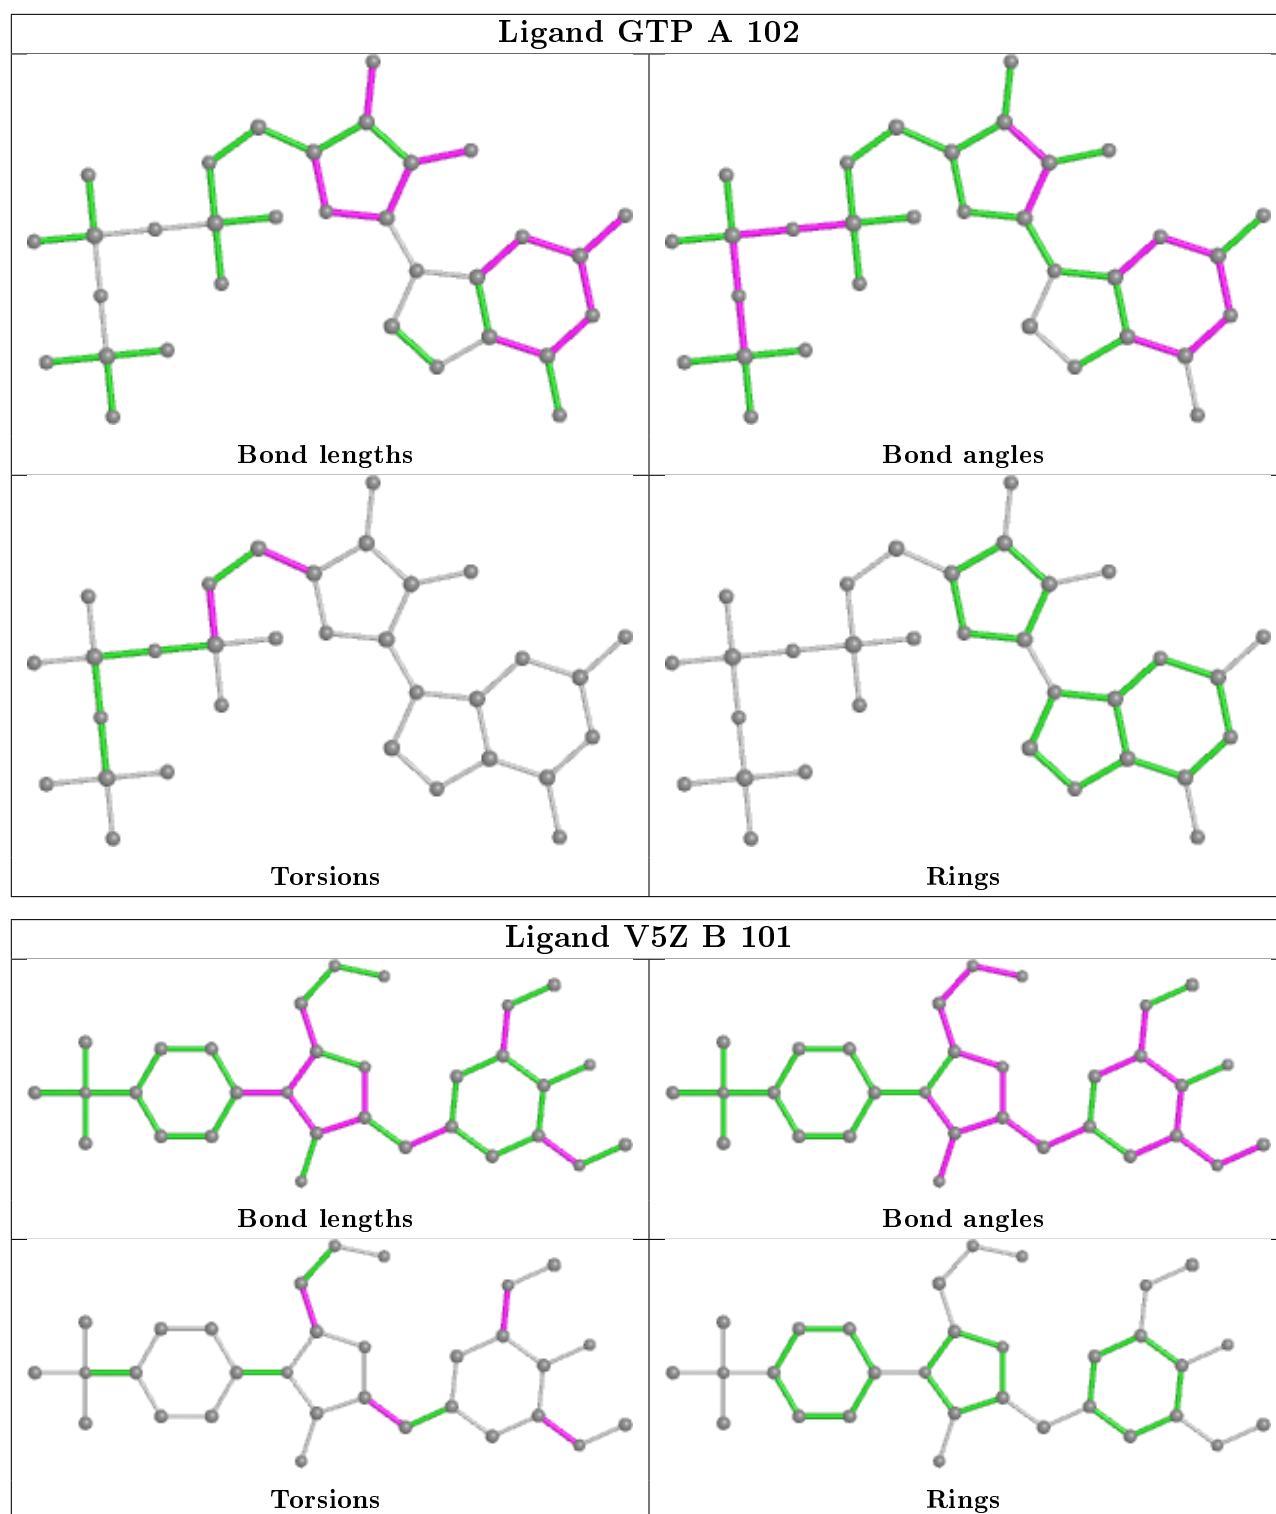 Ligand GTP A 102
Bond lengths
Bond angles
Torsions
Rings
Ligand V5Z B 101
Bond lengths
Bond angles
Torsions
Rings